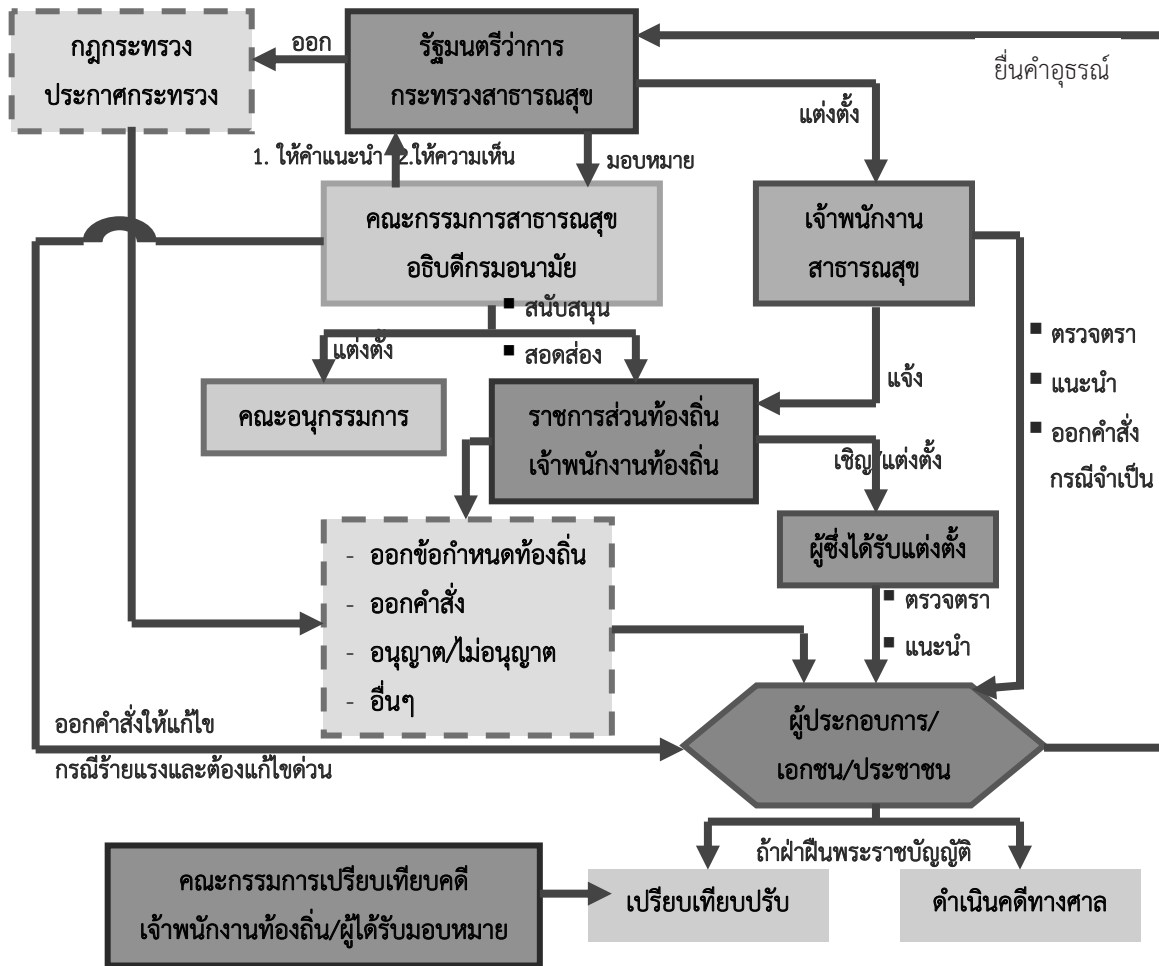 กฎกระทรวง
ประกาศกระทรวง
ออก
รัฐมนตรีว่าการ
กระทรวงสาธารณสุข
ยื่นคำอุธรณ์
แต่งตั้ง
1. ให้คำแนะนำ 2.ให้ความเห็น
มอบหมาย
คณะกรรมการสาธารณสุข
อธิบดีกรมอนามัย
เจ้าพนักงาน
สาธารณสุข
▪ สนับสนุน
▪ สอดส่อง
แต่งตั้ง
▪ ตรวจตรา
▪ แนะนำ
▪ ออกคำสั่ง
กรณีจำเป็น
แจ้ง
คณะอนุกรรมการ
ราชการส่วนท้องถิ่น
เจ้าพนักงานท้องถิ่น
เชิญ/แต่งตั้ง
ผู้ซึ่งได้รับแต่งตั้ง
- ออกข้อกำหนดท้องถิ่น
- ออกคำสั่ง
- อนุญาต/ไม่อนุญาต
- อื่นๆ
▪ ตรวจตรา
▪ แนะนำ
ออกคำสั่งให้แก้ไข
กรณีร้ายแรงและต้องแก้ไขด่วน
ผู้ประกอบการ/
เอกชน/ประชาชน
ถ้าฝ่าฝืนพระราชบัญญัติ
คณะกรรมการเปรียบเทียบคดี
เจ้าพนักงานท้องถิ่น/ผู้ได้รับมอบหมาย
เปรียบเทียบปรับ
ดำเนินคดีทางศาล